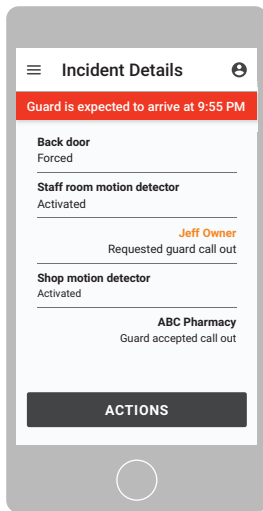 Incident Details
Guard is expected to arrive at 9:55 PM
Back door
Forced
Staff room motion detector
Activated
Jeff Owner
Requested guard call out
Shop motion detector
Activated
ABC Pharmacy
Guard accepted call out
ACTIONS